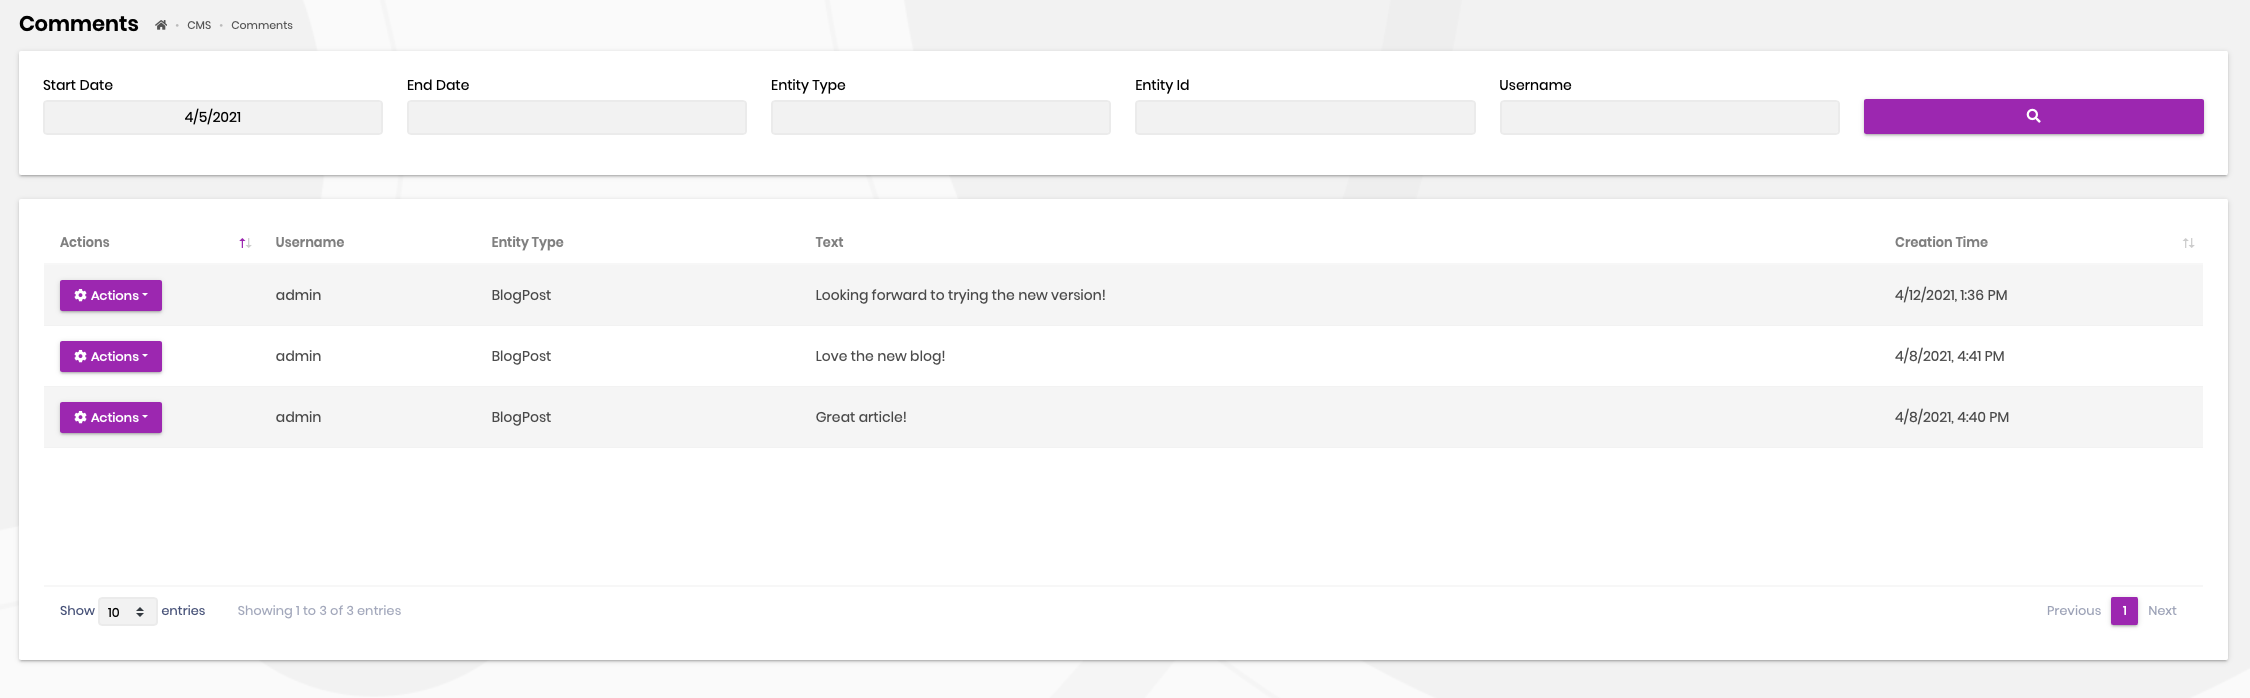 Comments CMS Comments
Start Date End Date Entity Type Entity Id Username
4/5/2021
Actions Username Entity Type Text Creation Time
Actions admin BlogPost Looking forward to trying the new version! 4/12/2021, 1:36 PM
Actions admin BlogPost Love the new blog! 4/8/2021, 4:41 PM
Actions admin BlogPost Great article! 4/8/2021, 4:40 PM
Show 10 entries Showing 1 to 3 of 3 entries Previous 1 Next